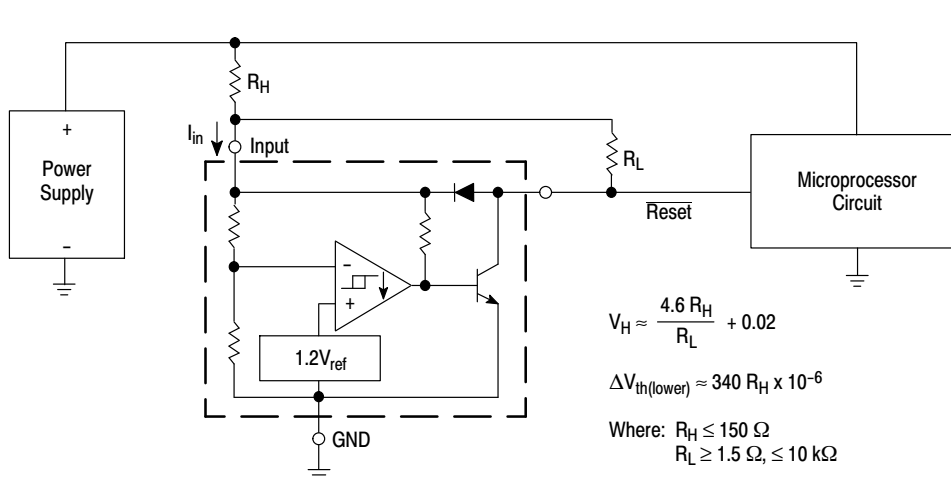 R_H
I_in
Input
R_L
+
Power
Supply
–
Microprocessor
Circuit
Reset
–
+
1.2V_ref
GND
V_H ≈ 4.6 R_H / R_L + 0.02
ΔV_th(lower) ≈ 340 R_H x 10^–6
Where: R_H ≤ 150 Ω
R_L ≥ 1.5 Ω, ≤ 10 kΩ